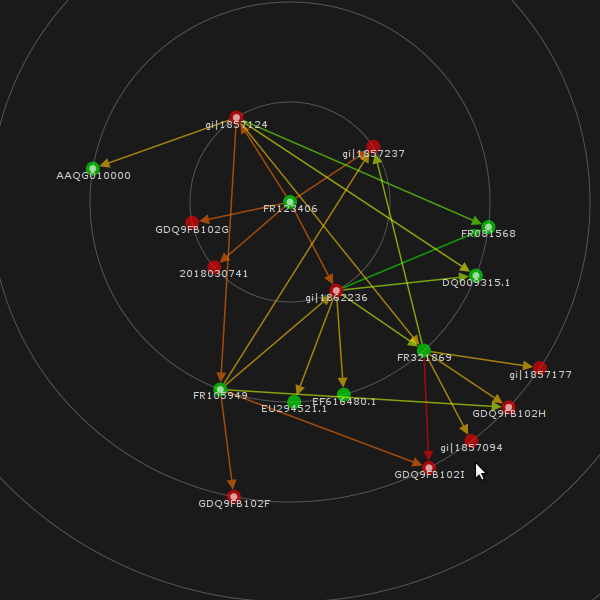 gi|1857124
gi|1857237
AAQG010000
FR123406
GDQ9FB102G
FR081568
2018030741
DQ009315.1
gi|1862236
FR321869
gi|1857177
FR105949
EF616480.1
EU294521.1
GDQ9FB102H
gi|1857094
GDQ9FB102I
GDQ9FB102F